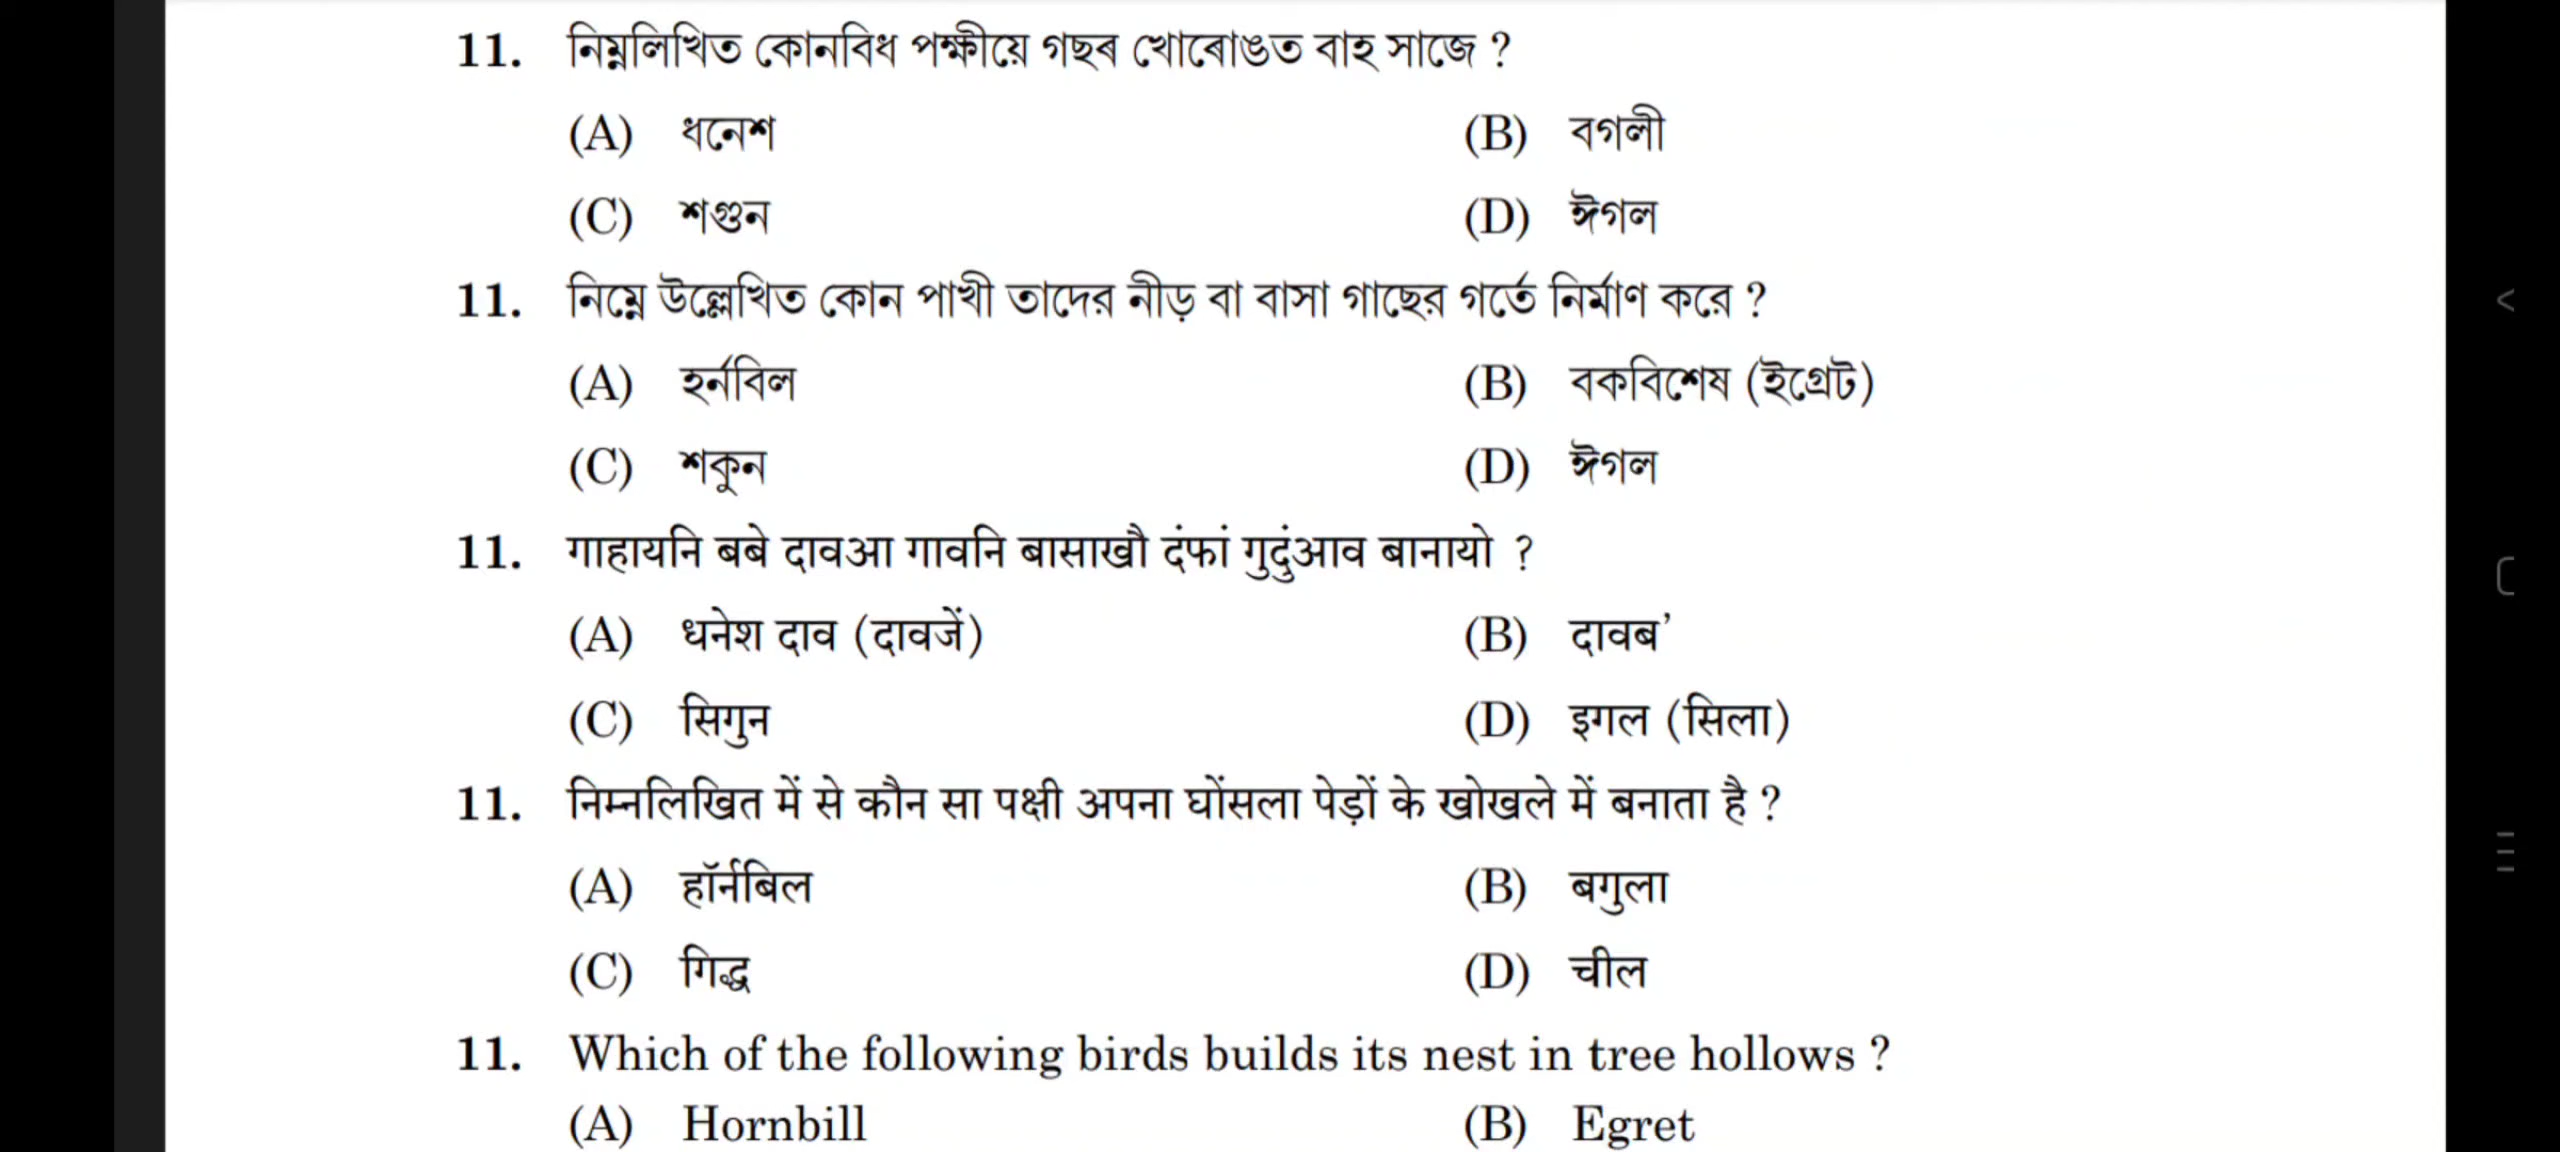 11. নিম্নলিখিত কোনবিধ পক্ষীয়ে গছৰ খোৰোঙত বাহ সাজে ?
(A) ধনেশ (B) বগলী
(C) শগুন (D) ঈগল
11. নিম্নে উল্লেখিত কোন পাখী তাদের নীড় বা বাসা গাছের গর্তে নির্মাণ করে ?
(A) হর্নবিল (B) বকবিশেষ (ইগ্রেট)
(C) শকুন (D) ঈগল
11. गाहायनि बबे दावआ गावनि बासाखौ दंफां गुदुंआव बानायो ?
(A) धनेश दाव (दावजें) (B) दावब’
(C) सिगुन (D) इगल (सिला)
11. निम्नलिखित में से कौन सा पक्षी अपना घोंसला पेड़ों के खोखले में बनाता है ?
(A) हॉर्नबिल (B) बगुला
(C) गिद्ध (D) चील
11. Which of the following birds builds its nest in tree hollows ?
(A) Hornbill (B) Egret